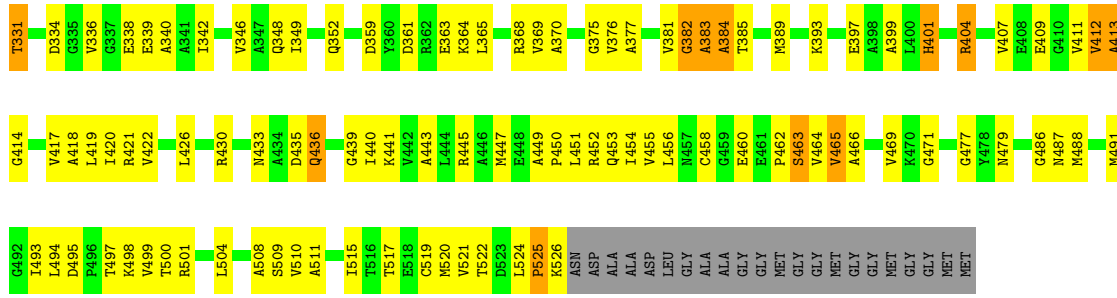 T331 D334 G335 V336 G337 E338 E339 A340 A341 I342 V346 A347 Q348 I349 Q352 D359 Y360 D361 R362 E363 K364 L365 R368 V369 A370 G375 V376 A377 V381 G382 A383 A384 T385 M389 K393 E397 A398 L400 H401 R404 V407 E408 E409 G410 V411 V412 A413
G414 V417 A418 L419 I420 R421 V422 L426 R430 N433 A434 D435 Q436 G439 I440 K441 V442 A443 L444 R445 A446 M447 E448 A449 P450 L451 R452 Q453 I454 V455 L456 N457 C458 G459 E460 E461 P462 S463 V464 V465 A466 V469 K470 G471 G477 Y478 N479 G486 N487 M488 M491
G492 I493 L494 D495 P496 T497 K498 V499 T500 R501 L504 A508 S509 V510 A511 I515 T516 T517 E518 C519 M520 V521 T522 D523 L524 P525 K526 ASN ASP ALA ALA ASP LEU GLY ALA ALA GLY GLY MET GLY GLY MET GLY GLY MET MET